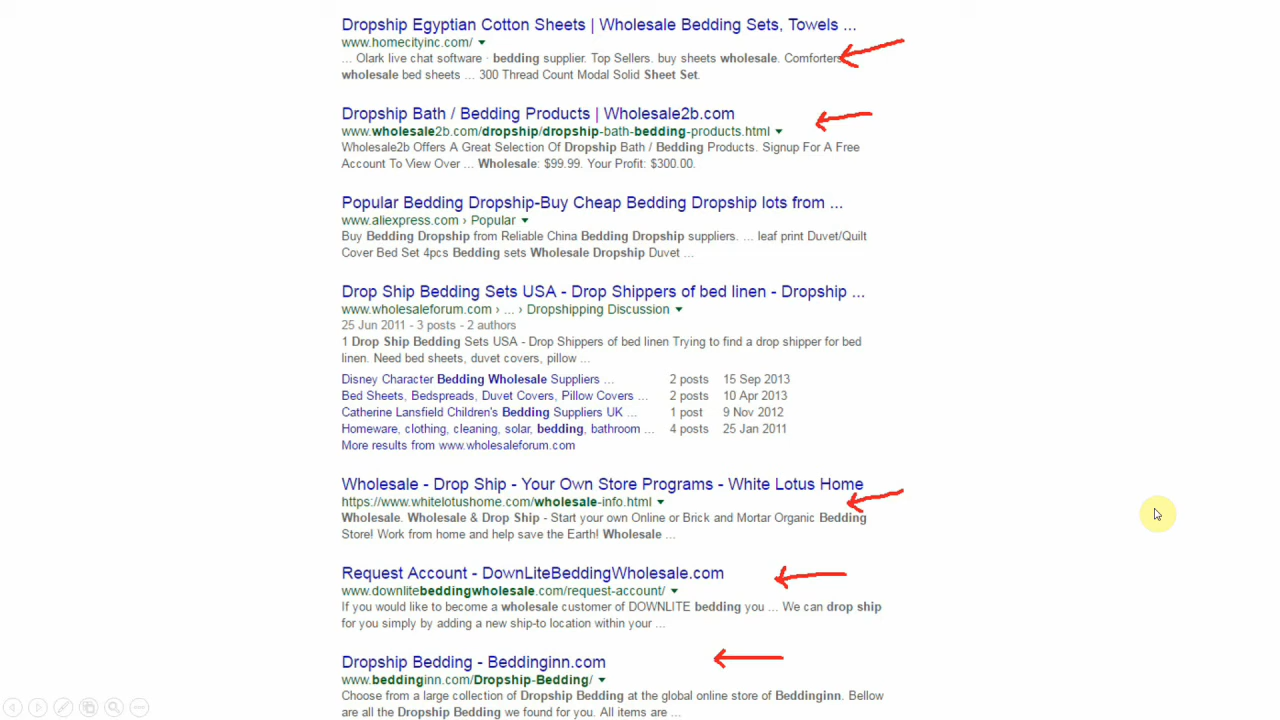 Dropship Egyptian Cotton Sheets | Wholesale Bedding Sets, Towels ...
www.homecityinc.com/
... Olark live chat software · bedding supplier. Top Sellers. buy sheets wholesale. Comforters
wholesale bed sheets ... 300 Thread Count Modal Solid Sheet Set.
Dropship Bath / Bedding Products | Wholesale2b.com
www.wholesale2b.com/dropship/dropship-bath-bedding-products.html
Wholesale2b Offers A Great Selection Of Dropship Bath / Bedding Products. Signup For A Free
Account To View Over ... Wholesale: $99.99. Your Profit: $300.00.
Popular Bedding Dropship-Buy Cheap Bedding Dropship lots from ...
www.aliexpress.com › Popular
Buy Bedding Dropship from Reliable China Bedding Dropship suppliers. ... leaf print Duvet/Quilt
Cover Bed Set 4pcs Bedding sets Wholesale Dropship Duvet ...
Drop Ship Bedding Sets USA - Drop Shippers of bed linen - Dropship ...
www.wholesaleforum.com › ... › Dropshipping Discussion
25 Jun 2011 - 3 posts - 2 authors
1 Drop Ship Bedding Sets USA - Drop Shippers of bed linen Trying to find a drop shipper for bed
linen. Need bed sheets, duvet covers, pillow ...
Disney Character Bedding Wholesale Suppliers ... 2 posts 15 Sep 2013
Bed Sheets, Bedspreads, Duvet Covers, Pillow Covers ... 2 posts 10 Apr 2013
Catherine Lansfield Children's Bedding Suppliers UK ... 1 post 9 Nov 2012
Homeware, clothing, cleaning, solar, bedding, bathroom ... 4 posts 25 Jan 2011
More results from www.wholesaleforum.com
Wholesale - Drop Ship - Your Own Store Programs - White Lotus Home
https://www.whitelotushome.com/wholesale-info.html
Wholesale. Wholesale & Drop Ship - Start your own Online or Brick and Mortar Organic Bedding
Store! Work from home and help save the Earth! Wholesale ...
Request Account - DownLiteBeddingWholesale.com
www.downlitebeddingwholesale.com/request-account/
If you would like to become a wholesale customer of DOWNLITE bedding you ... We can drop ship
for you simply by adding a new ship-to location within your ...
Dropship Bedding - Beddinginn.com
www.beddinginn.com/Dropship-Bedding/
Choose from a large collection of Dropship Bedding at the global online store of Beddinginn. Bellow
are all the Dropship Bedding we found for you. All items are ...